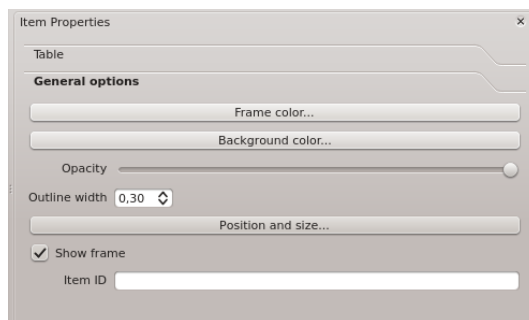 Item Properties
Table
General options
Frame color...
Background color...
Opacity
Outline width 0,30
Position and size...
Show frame
Item ID